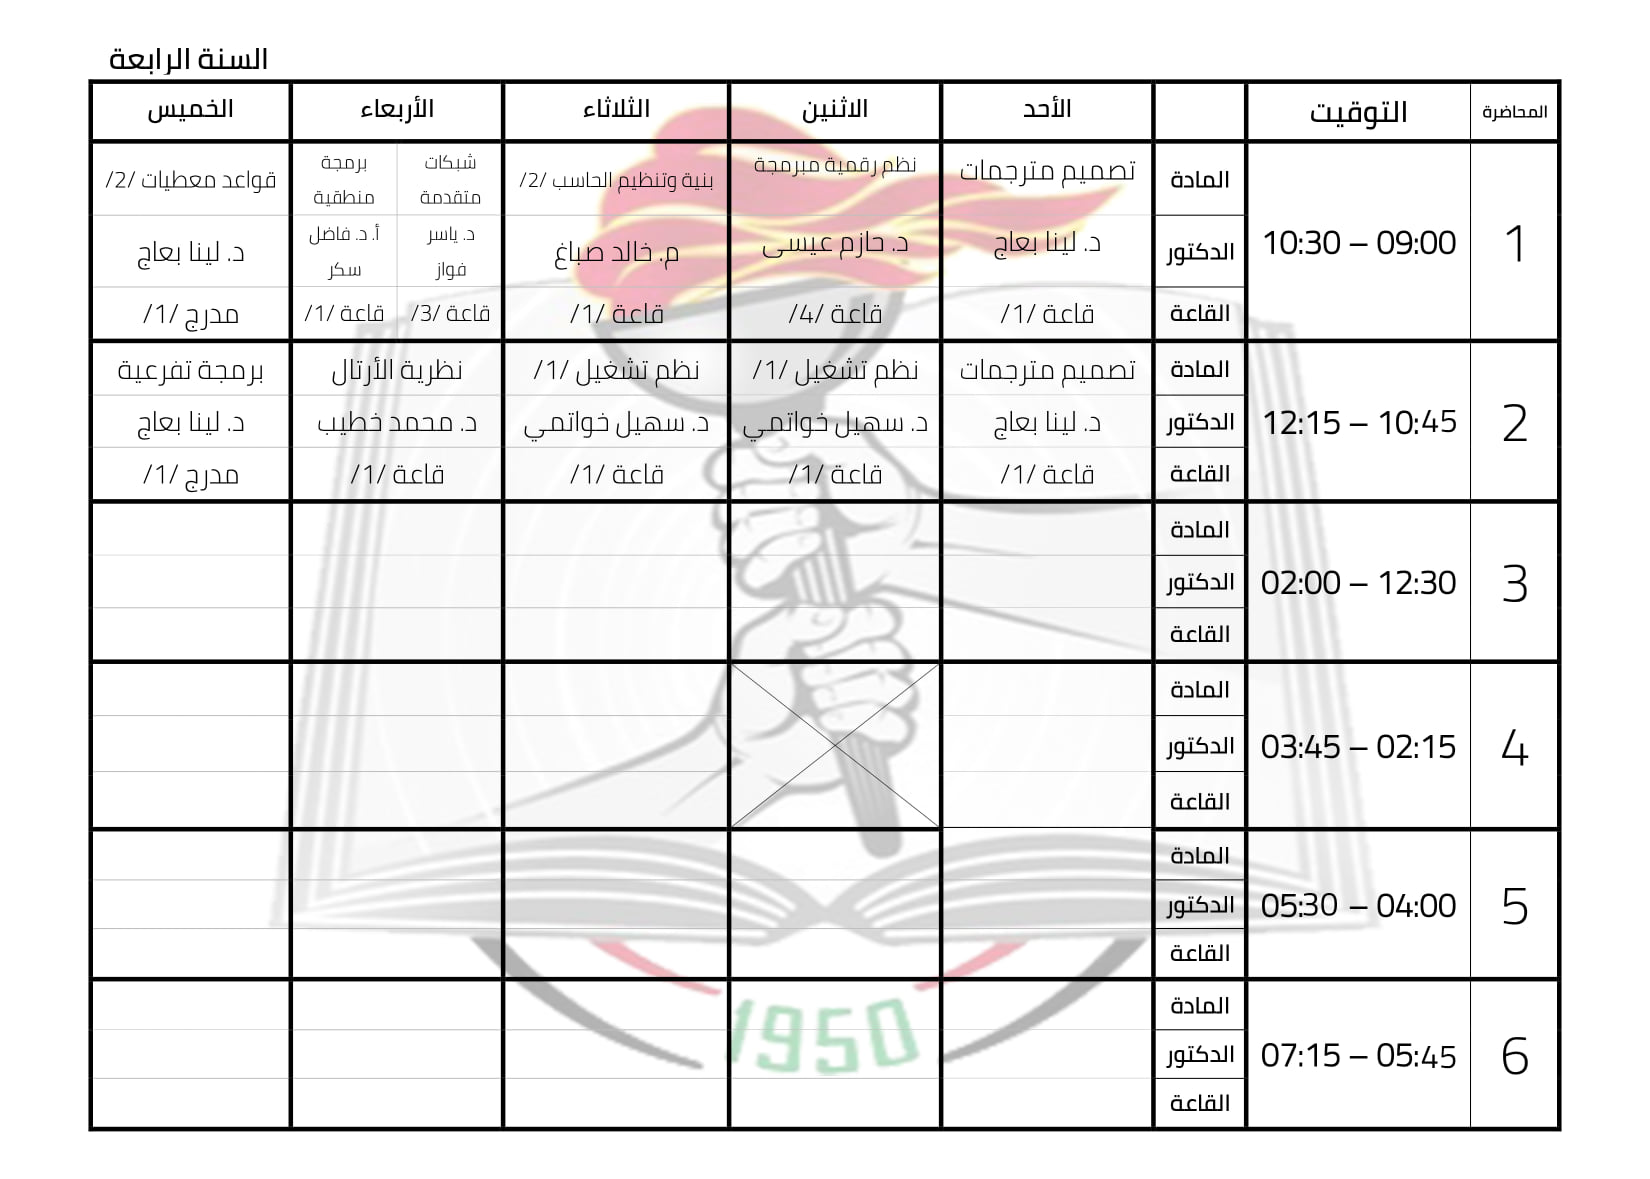 السنة الرابعة
المحاضرة التوقيت الأحد الاثنين الثلاثاء الأربعاء الخميس
1 09:00 – 10:30
المادة تصميم مترجمات نظم رقمية مبرمجة بنية وتنظيم الحاسب /2/ شبكات متقدمة برمجة منطقية قواعد معطيات /2/
الدكتور د. لينا بعاج د. حازم عيسى م. خالد صباغ د. ياسر فواز أ. د. فاضل سكر د. لينا بعاج
القاعة قاعة /1/ قاعة /4/ قاعة /1/ قاعة /3/ قاعة /1/ مدرج /1/
2 10:45 – 12:15
المادة تصميم مترجمات نظم تشغيل /1/ نظم تشغيل /1/ نظرية الأرتال برمجة تفرعية
الدكتور د. لينا بعاج د. سهيل خواتمي د. سهيل خواتمي د. محمد خطيب د. لينا بعاج
القاعة قاعة /1/ قاعة /1/ قاعة /1/ قاعة /1/ مدرج /1/
3 12:30 – 02:00
المادة
الدكتور
القاعة
4 02:15 – 03:45
المادة
الدكتور
القاعة
5 04:00 – 05:30
المادة
الدكتور
القاعة
6 05:45 – 07:15
المادة
الدكتور
القاعة
1950